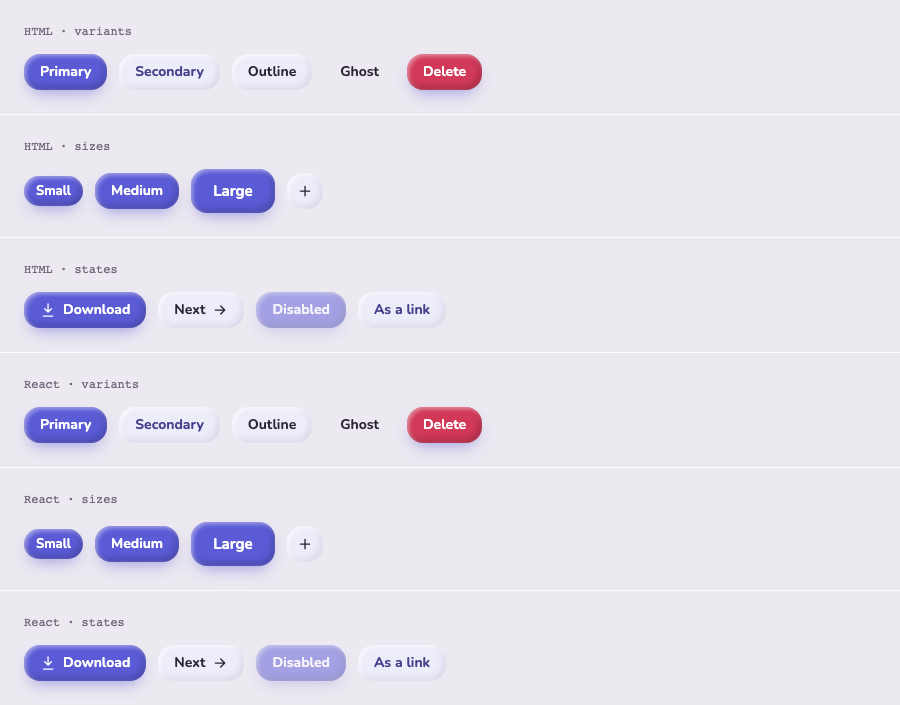 HTML · variants
Primary Secondary Outline Ghost Delete
HTML · sizes
Small Medium Large +
HTML · states
Download Next → Disabled As a link
React · variants
Primary Secondary Outline Ghost Delete
React · sizes
Small Medium Large +
React · states
Download Next → Disabled As a link